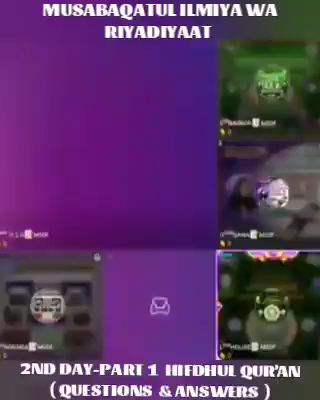 MUSABAQATUL ILMIYA WA
RIYADIYAAT
2ND DAY-PART 1 HIFDHUL QUR'AN
( QUESTIONS & ANSWERS )